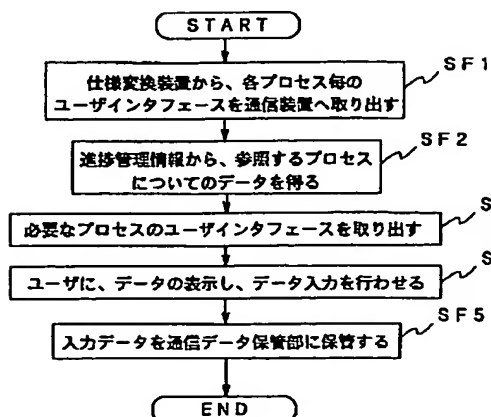 START
SF1
仕様変換装置から、各プロセス毎の
ユーザインタフェースを通信装置へ取り出す
SF2
進捗管理情報から、参照するプロセス
についてのデータを得る
S
必要なプロセスのユーザインタフェースを取り出す
S
ユーザに、データの表示し、データ入力を行わせる
SF5
入力データを通信データ保管部に保管する
END